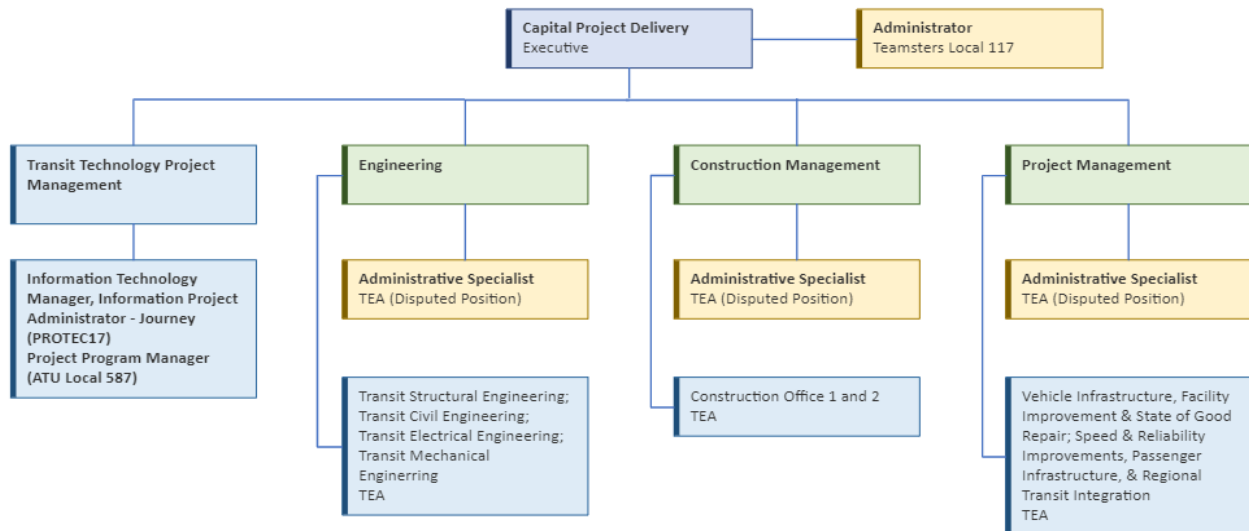 Capital Project Delivery
Executive
Administrator
Teamsters Local 117
Transit Technology Project
Management
Engineering
Construction Management
Project Management
Information Technology
Manager, Information Project
Administrator - Journey
(PROTEC17)
Project Program Manager
(ATU Local 587)
Administrative Specialist
TEA (Disputed Position)
Administrative Specialist
TEA (Disputed Position)
Administrative Specialist
TEA (Disputed Position)
Transit Structural Engineering;
Transit Civil Engineering;
Transit Electrical Engineering;
Transit Mechanical
Enginerring
TEA
Construction Office 1 and 2
TEA
Vehicle Infrastructure, Facility
Improvement & State of Good
Repair; Speed & Reliability
Improvements, Passenger
Infrastructure, & Regional
Transit Integration
TEA